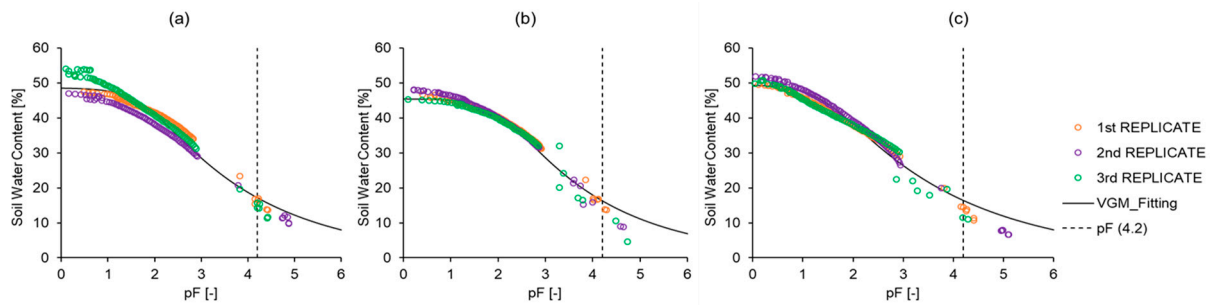 (a)
(b)
(c)
Soil Water Content [%]
60
50
40
30
20
10
0
0 1 2 3 4 5 6
pF [-]
Soil Water Content [%]
60
50
40
30
20
10
0
0 1 2 3 4 5 6
pF [-]
Soil Water Content [%]
60
50
40
30
20
10
0
0 1 2 3 4 5 6
pF [-]
1st REPLICATE
2nd REPLICATE
3rd REPLICATE
VGM_Fitting
pF (4.2)